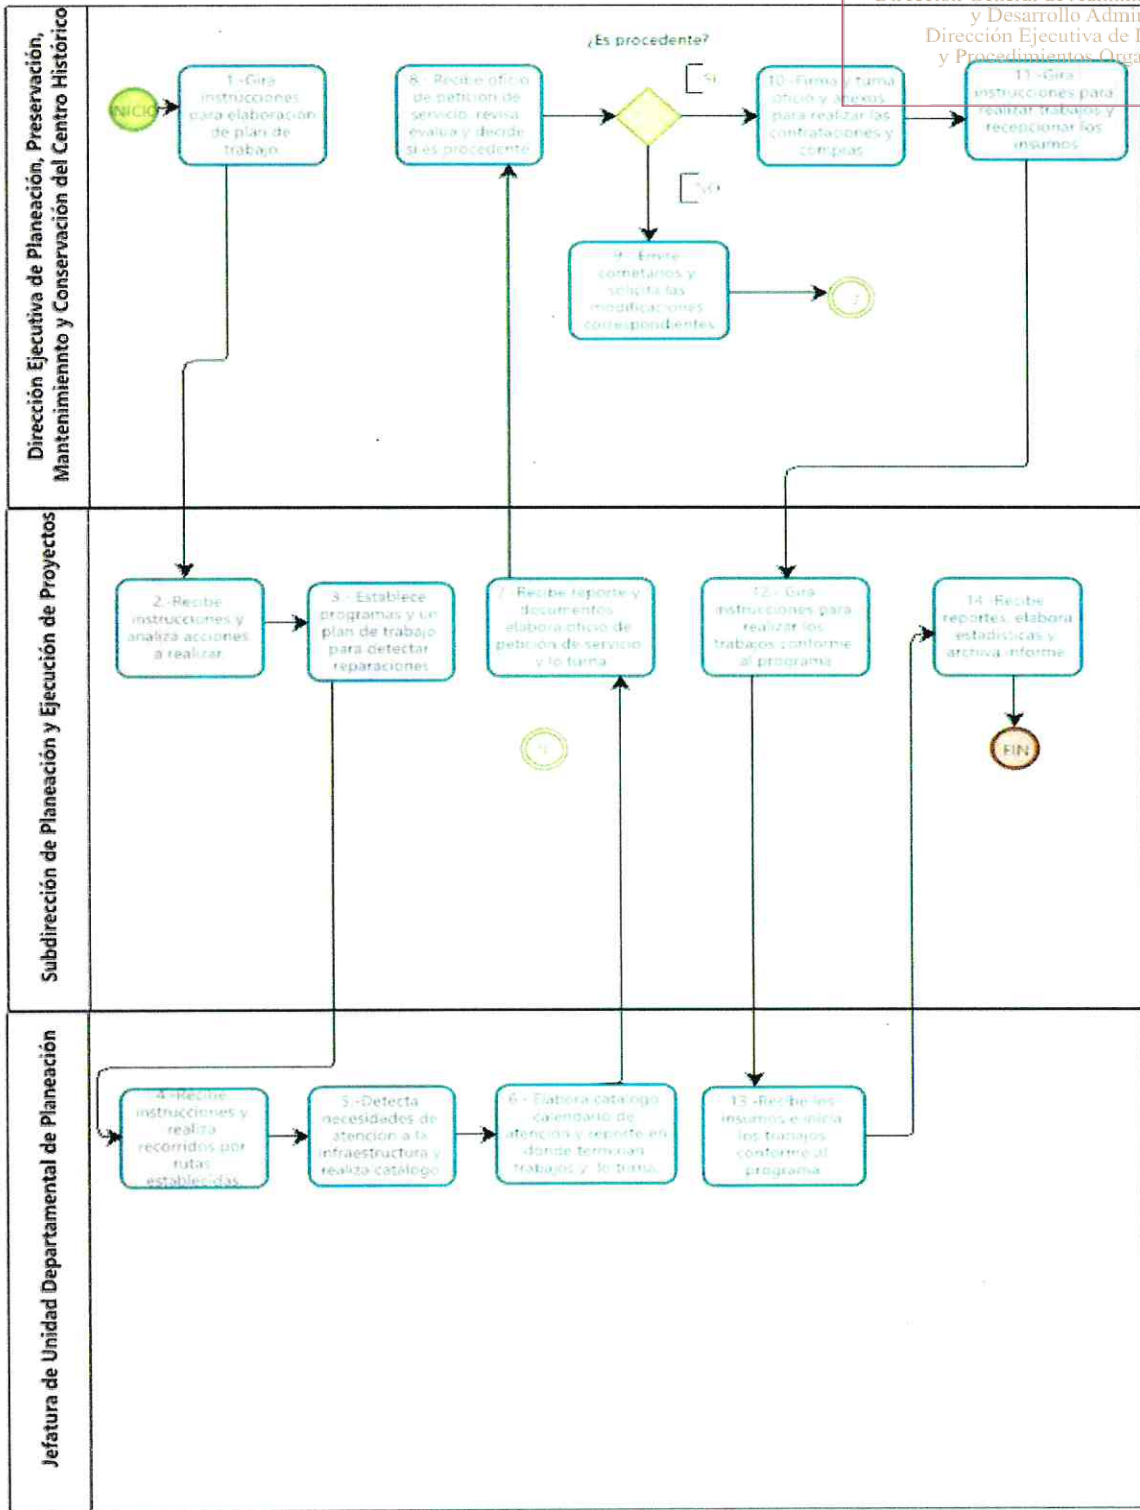 y Desarrollo Admin
Dirección Ejecutiva de
y Procedimientos Orga
Dirección Ejecutiva de Planeación, Preservación,
Mantenimiennto y Conservación del Centro Histórico
INICIO
1.-Gira
instrucciones
para elaboración
de plan de
trabajo
8.- Recibe oficio
de petición de
servicio, revisa
evalua y decide
si es procedente
¿Es procedente?
SI
NO
10.-Firma y turna
oficio y anexos
para realizar las
contrataciones y
compras
11.-Gira
instrucciones para
realizar trabajos y
recepcionar los
insumos
9.- Emite
cometarios y
solicita las
modificaciones
correspondientes
7
Subdirección de Planeación y Ejecución de Proyectos
2.-Recibe
instrucciones y
analiza acciones
a realizar
3.- Establece
programas y un
plan de trabajo
para detectar
reparaciones
7.-Recibe reporte y
documentos
elabora oficio de
petición de servicio
y lo turna
9
12.- Gira
instrucciones para
realizar los
trabajos conforme
al programa
14.-Recibe
reportes, elabora
estadísticas y
archiva informe
FIN
Jefatura de Unidad Departamental de Planeación
4.-Recibe
instrucciones y
realiza
recorridos por
rutas
establecidas
5.-Detecta
necesidades de
atención a la
infraestructura y
realiza catálogo
6.- Elabora catálogo
calendario de
atención y reporte en
donde terminan
trabajos y lo turna
13.-Recibe los
insumos e inicia
los trabajos
conforme al
programa